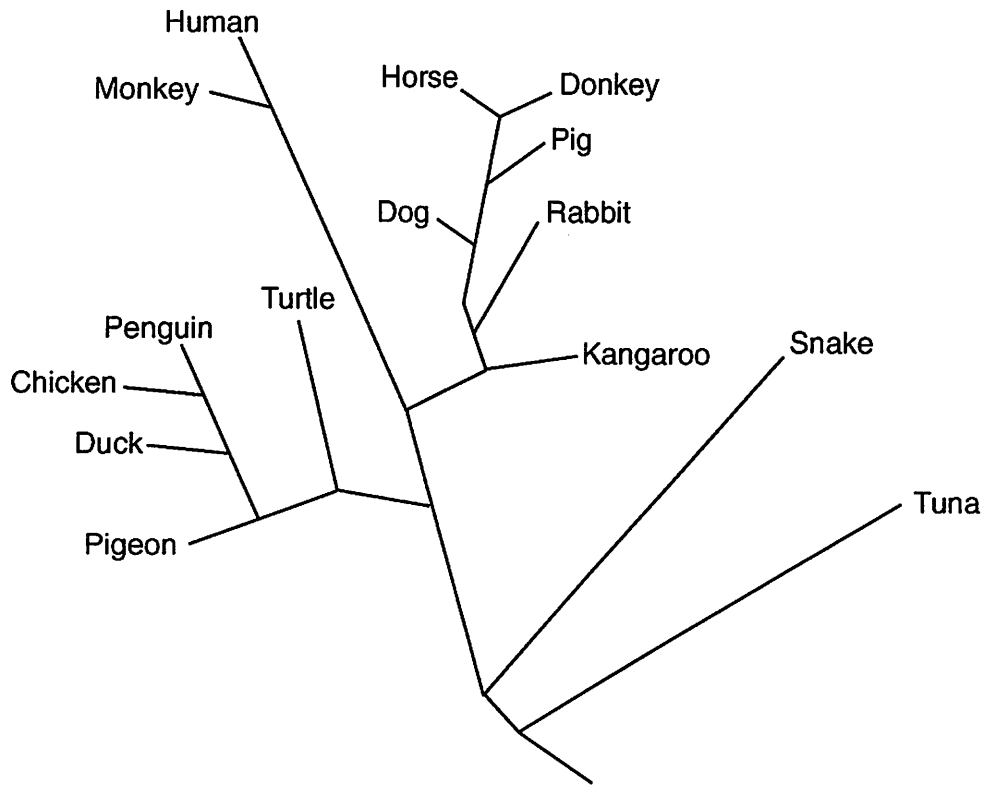 Human
Monkey
Horse
Donkey
Pig
Dog
Rabbit
Turtle
Penguin
Kangaroo
Snake
Chicken
Duck
Tuna
Pigeon